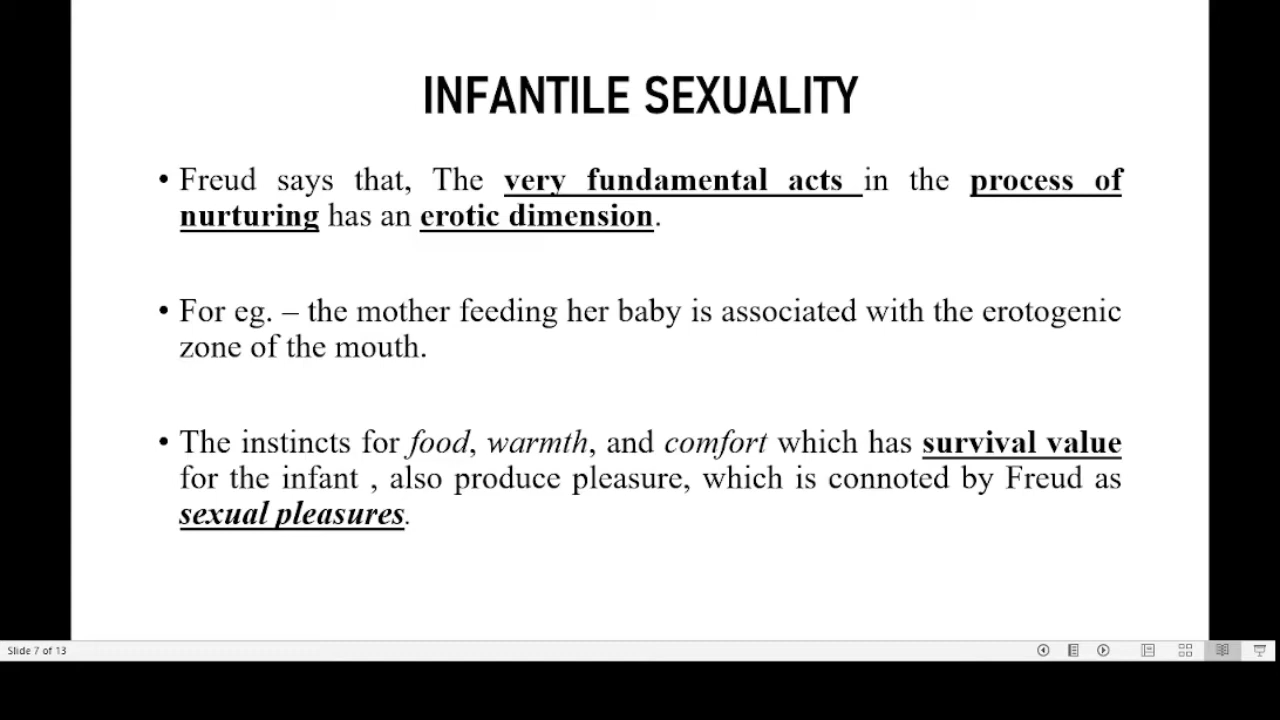 INFANTILE SEXUALITY
• Freud says that, The very fundamental acts in the process of
nurturing has an erotic dimension.
• For eg. – the mother feeding her baby is associated with the erotogenic
zone of the mouth.
• The instincts for food, warmth, and comfort which has survival value
for the infant , also produce pleasure, which is connoted by Freud as
sexual pleasures.
Slide 7 of 13